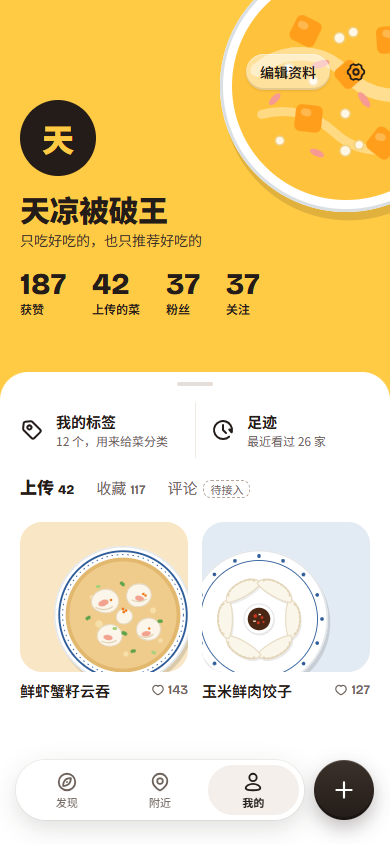 编辑资料
天
天凉被破王
只吃好吃的，也只推荐好吃的
187 42 37 37
获赞 上传的菜 粉丝 关注
我的标签 足迹
12 个，用来给菜分类 最近看过 26 家
上传 42 收藏 117 评论 待接入
鲜虾蟹籽云吞 143 玉米鲜肉饺子 127
发现 附近 我的